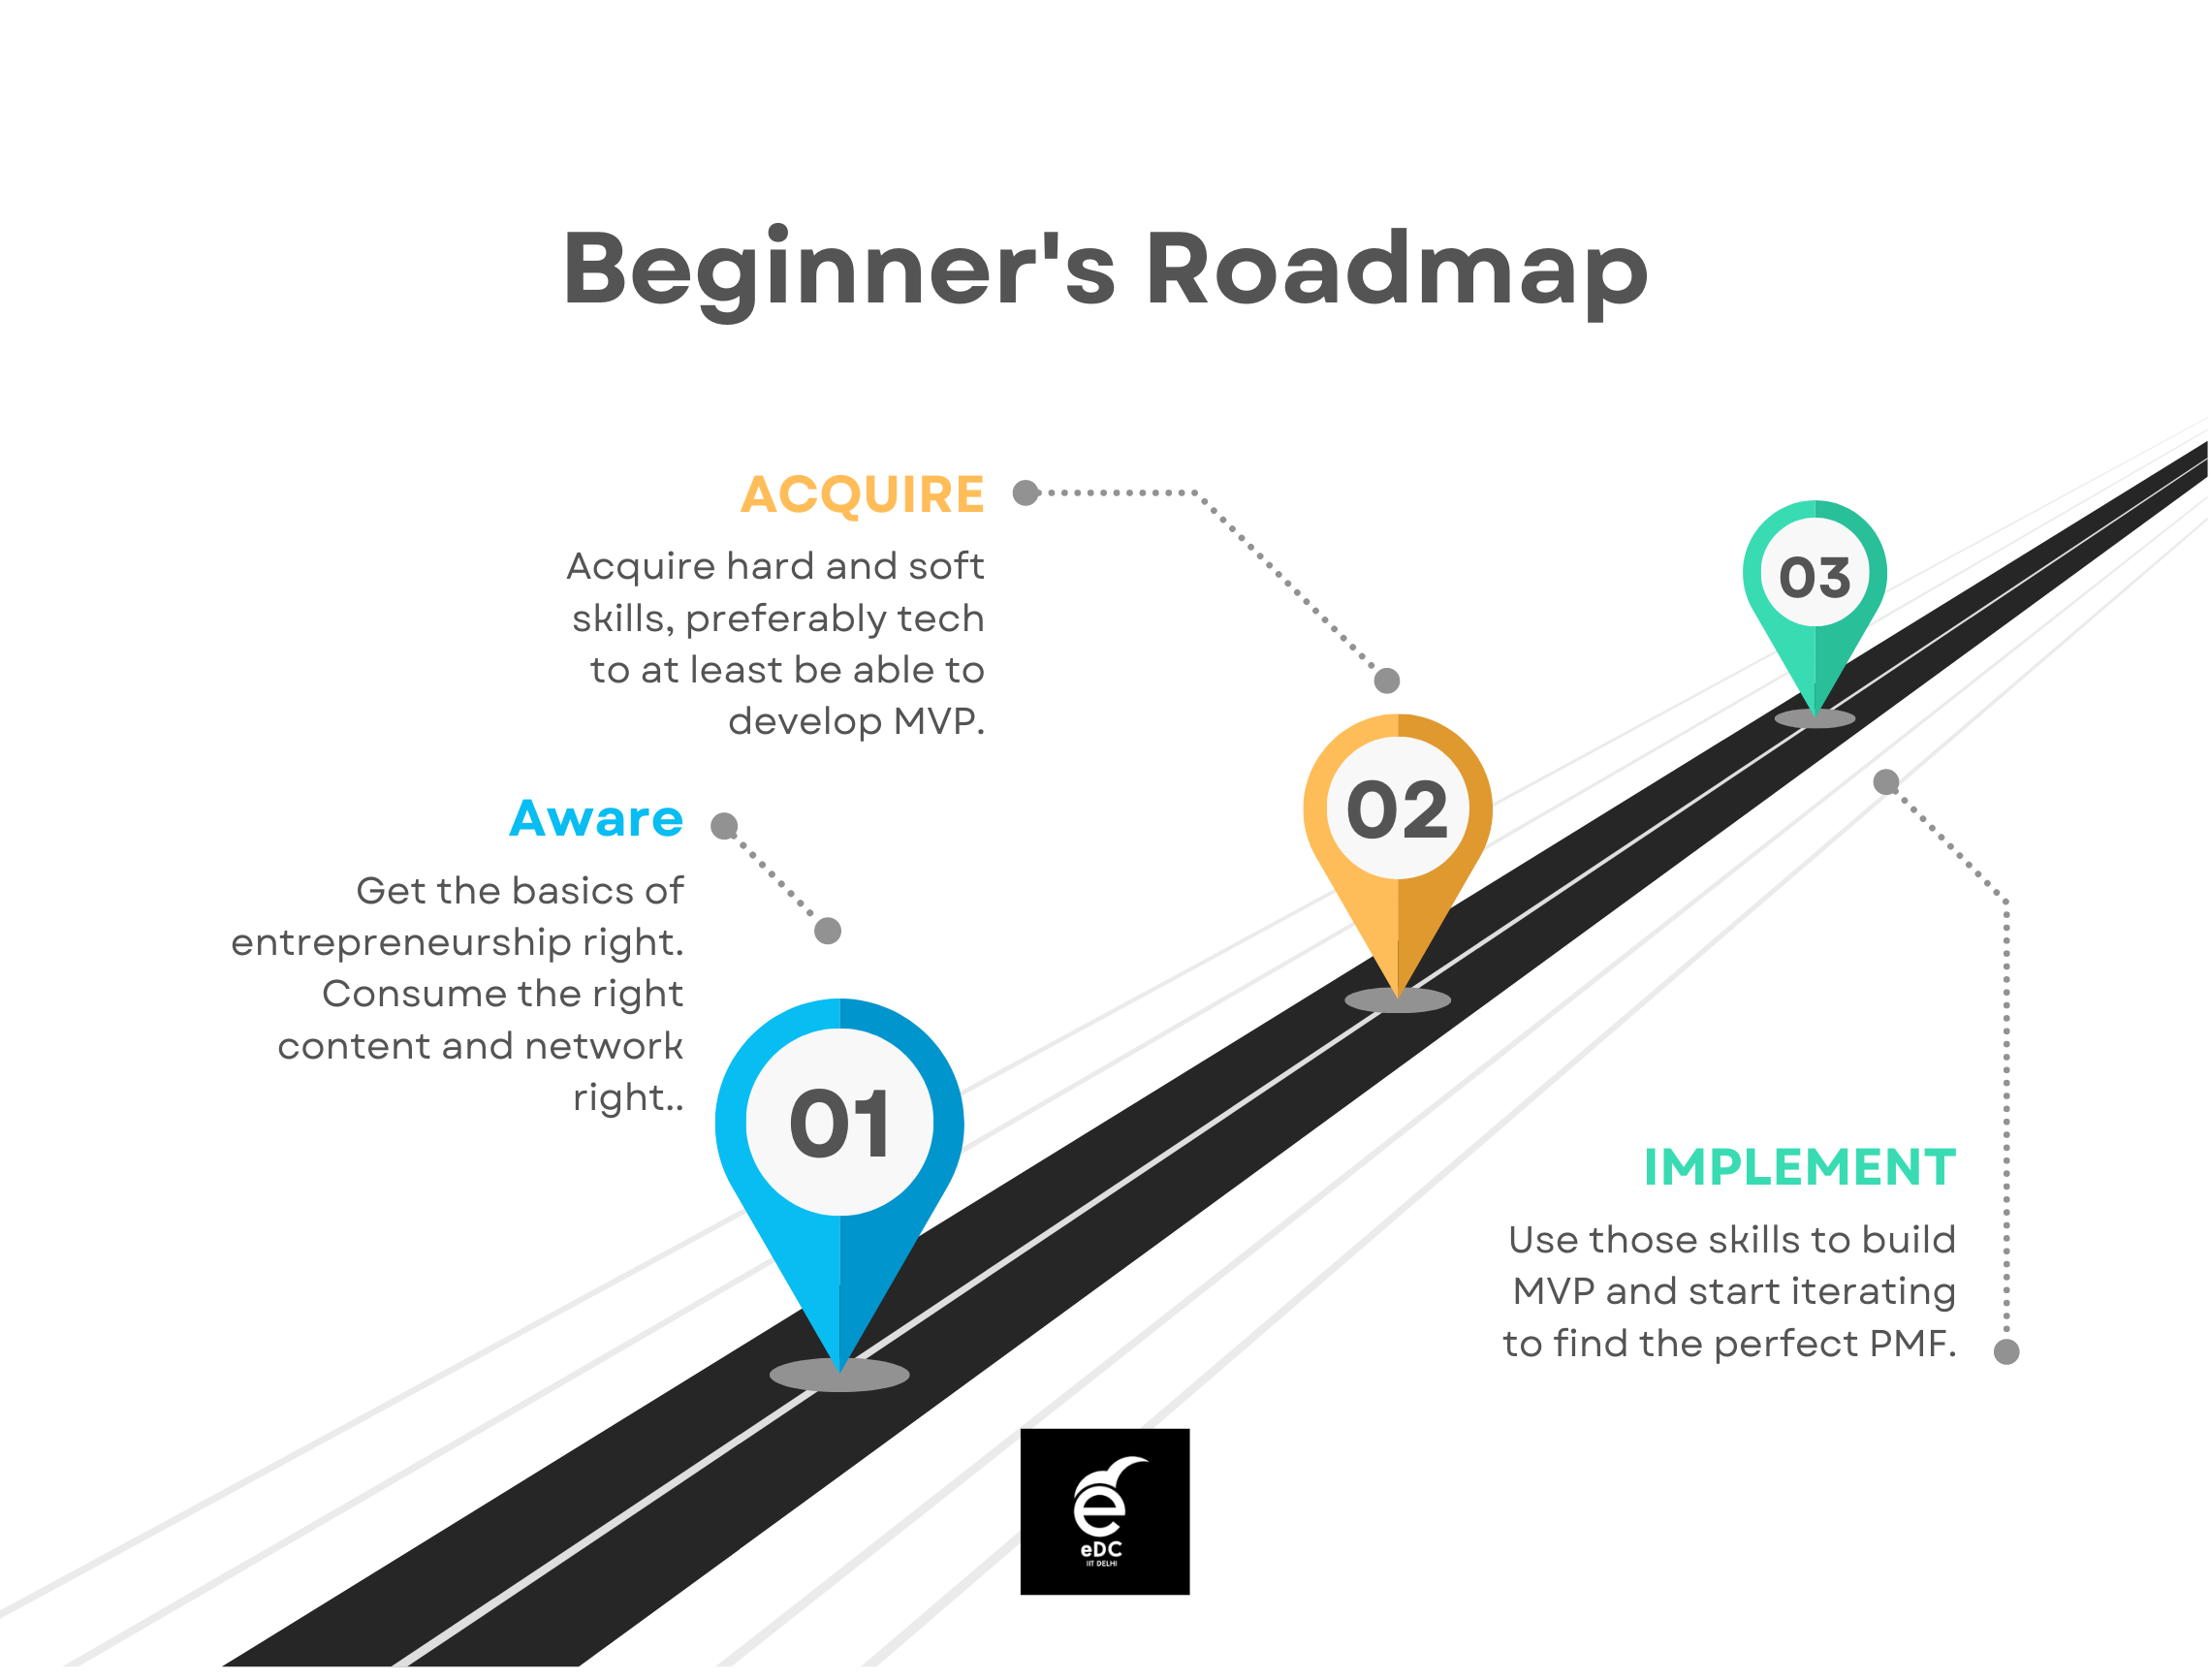 Beginner's Roadmap
ACQUIRE
Acquire hard and soft
skills, preferably tech
to at least be able to
develop MVP.
03
02
Aware
Get the basics of
entrepreneurship right.
Consume the right
content and network
right..
01
IMPLEMENT
Use those skills to build
MVP and start iterating
to find the perfect PMF.
eDC
IIT DELHI